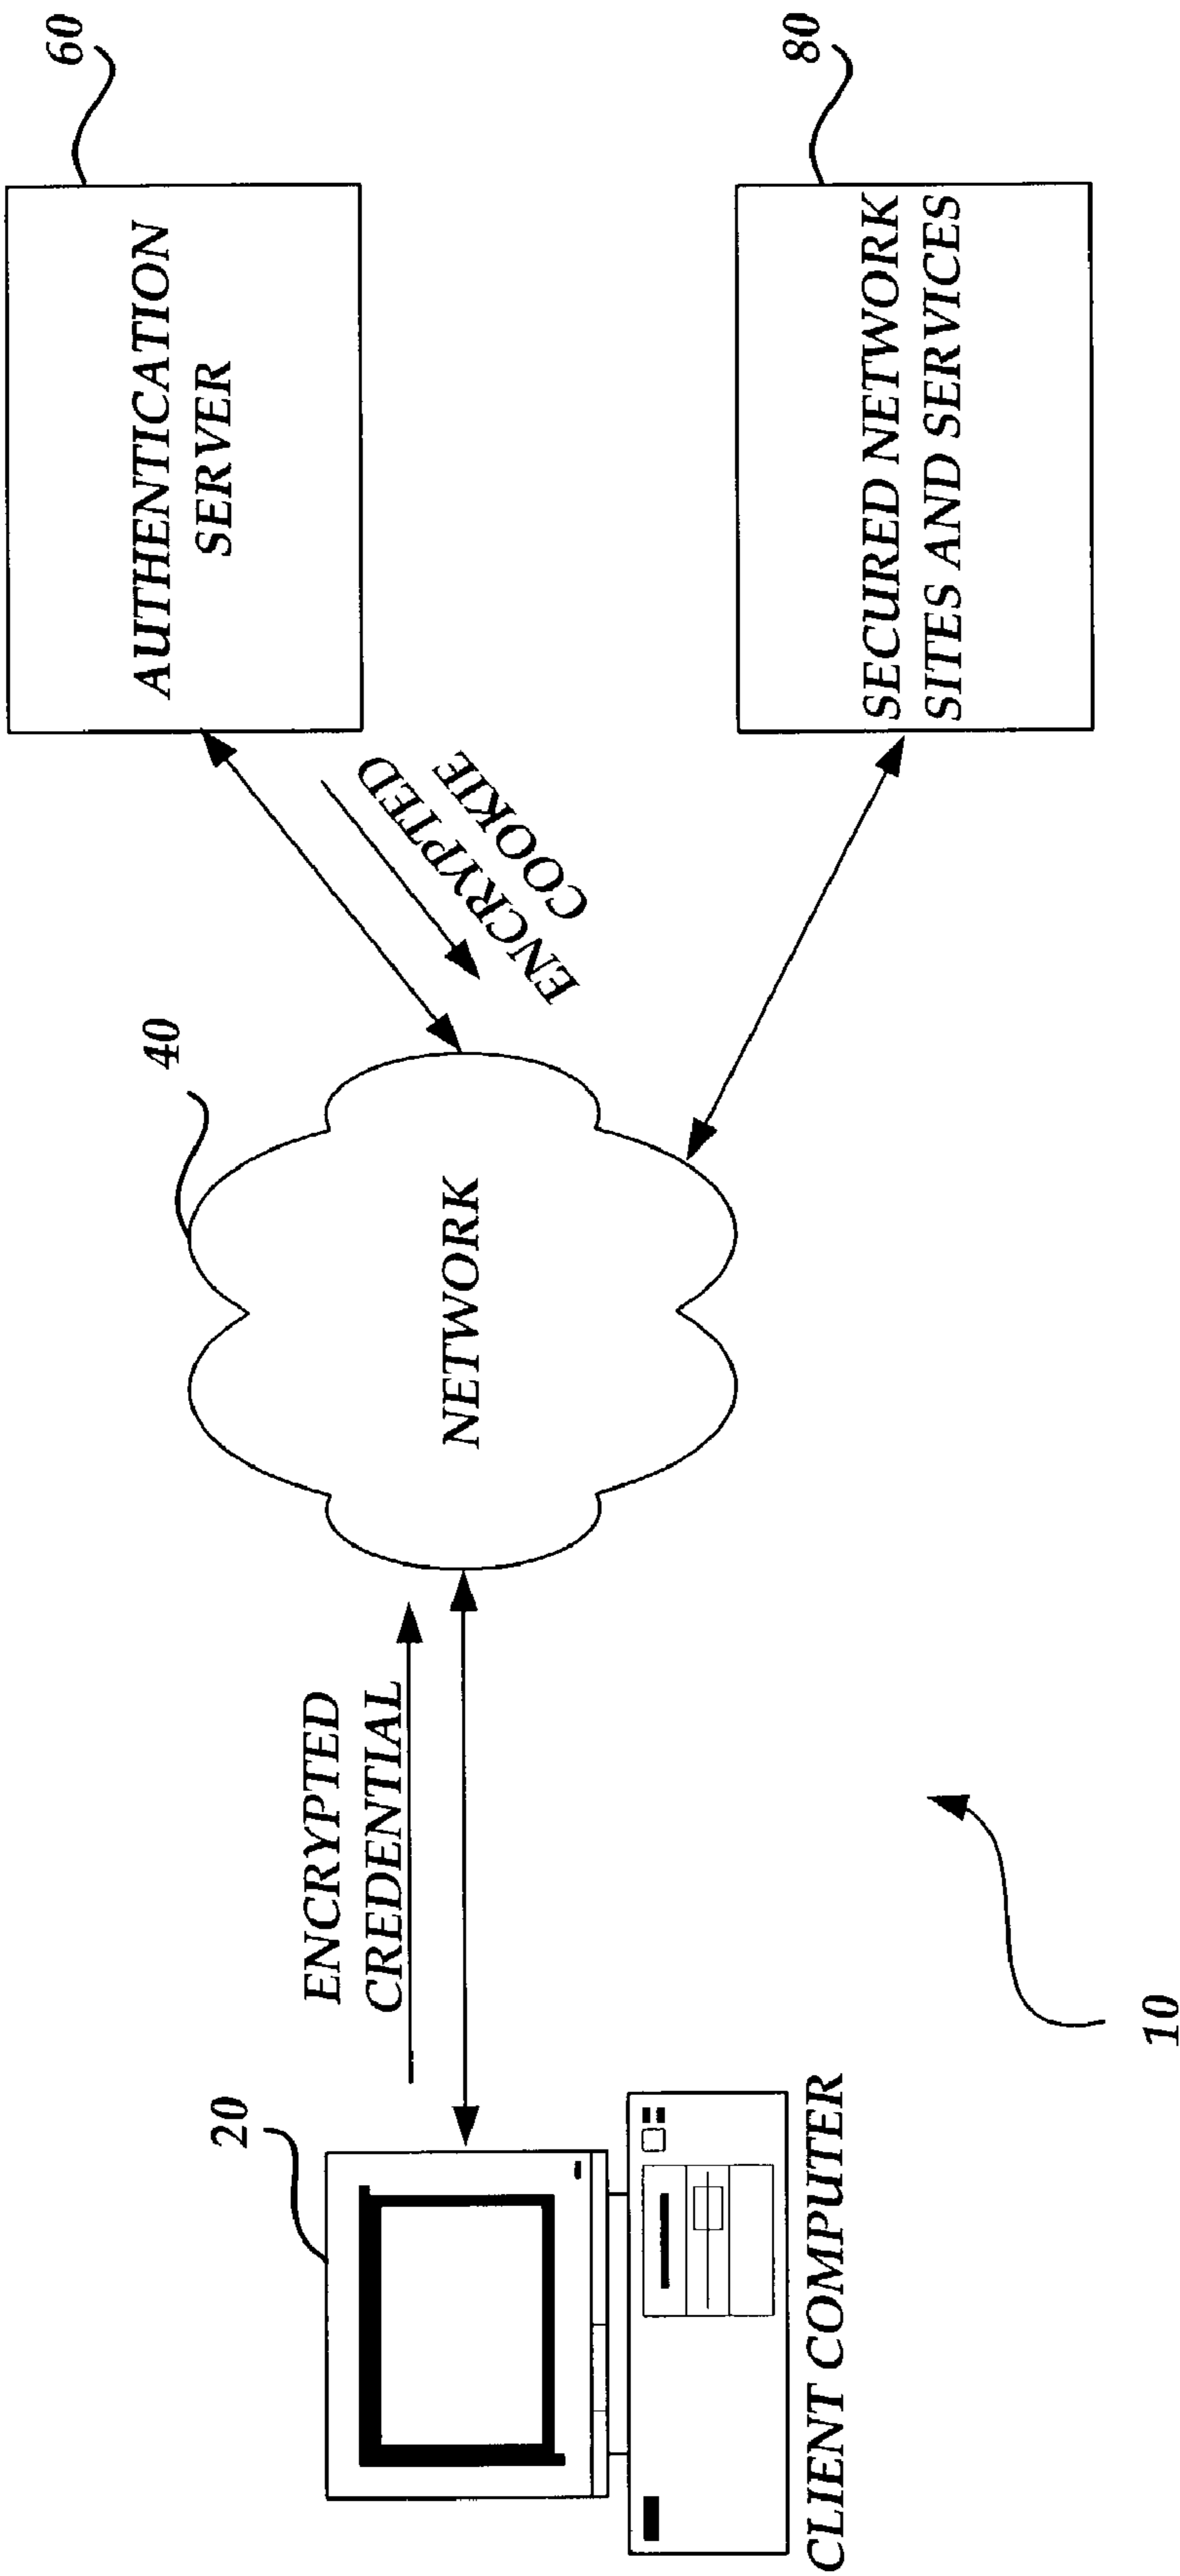 60
AUTHENTICATION
SERVER
80
SECURED NETWORK
SITES AND SERVICES
ENCRYPTED
COOKIE
40
NETWORK
ENCRYPTED
CREDENTIAL
20
CLIENT COMPUTER
10